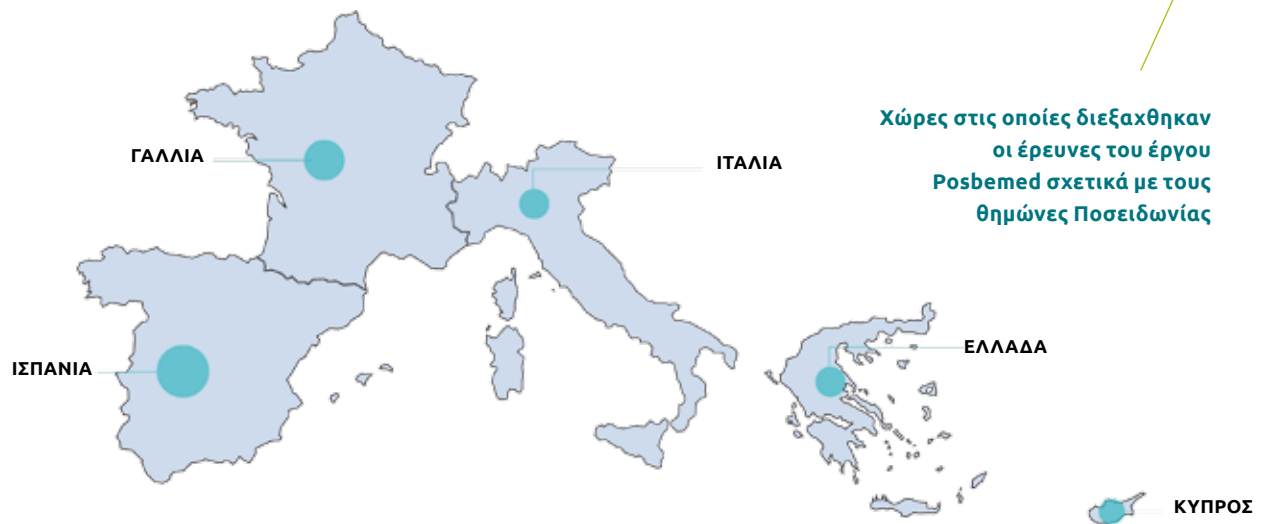 Χώρες στις οποίες διεξαχθηκαν
οι έρευνες του έργου
Posbemed σχετικά με τους
θημώνες Ποσειδωνίας
ΓΑΛΛΙΑ
ΙΤΑΛΙΑ
ΙΣΠΑΝΙΑ
ΕΛΛΑΔΑ
ΚΥΠΡΟΣ